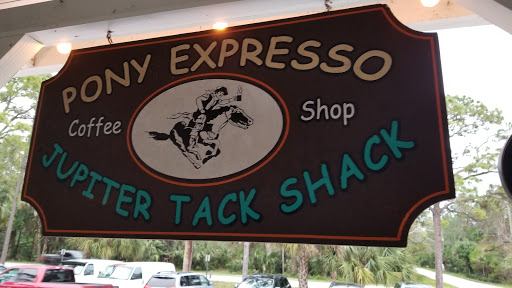 PONY EXPRESSO
Coffee Shop
JUPITER TACK SHACK